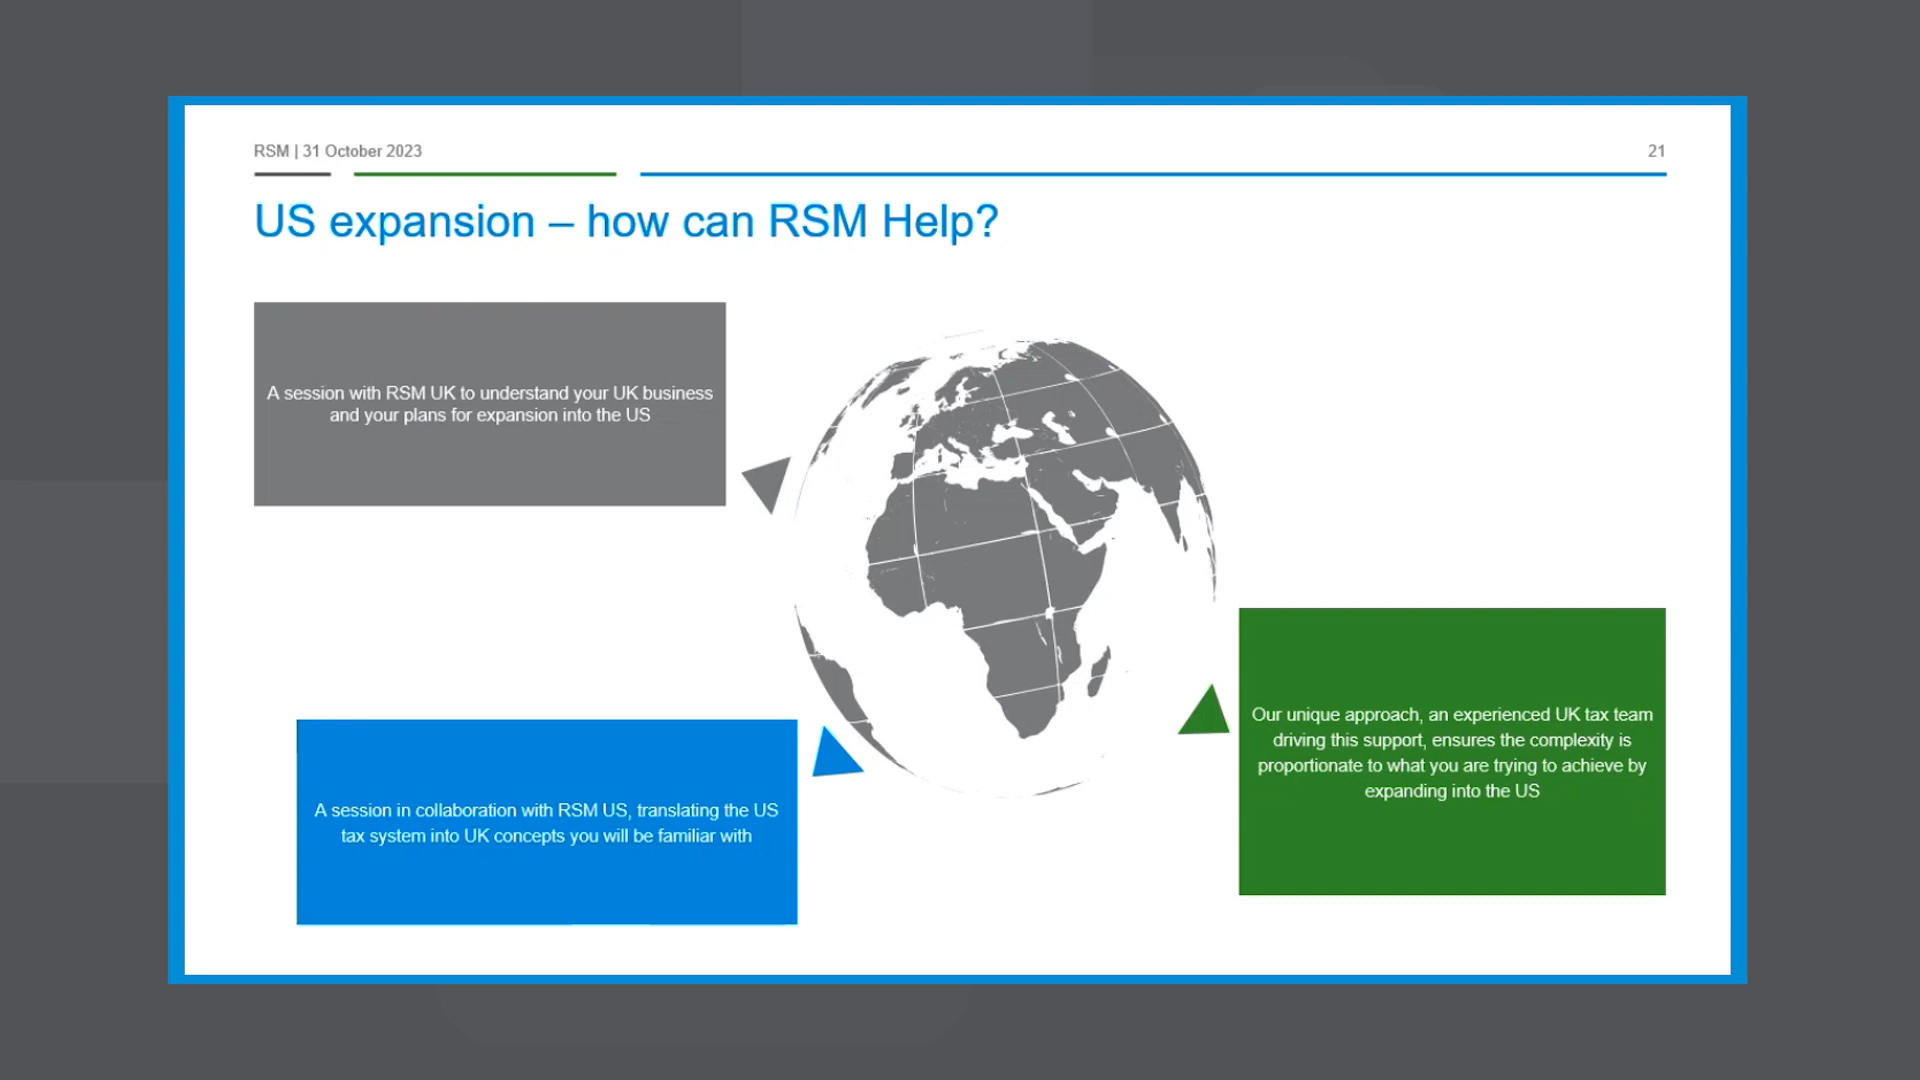 RSM | 31 October 2023
21
US expansion – how can RSM Help?
A session with RSM UK to understand your UK business
and your plans for expansion into the US
A session in collaboration with RSM US, translating the US
tax system into UK concepts you will be familiar with
Our unique approach, an experienced UK tax team
driving this support, ensures the complexity is
proportionate to what you are trying to achieve by
expanding into the US